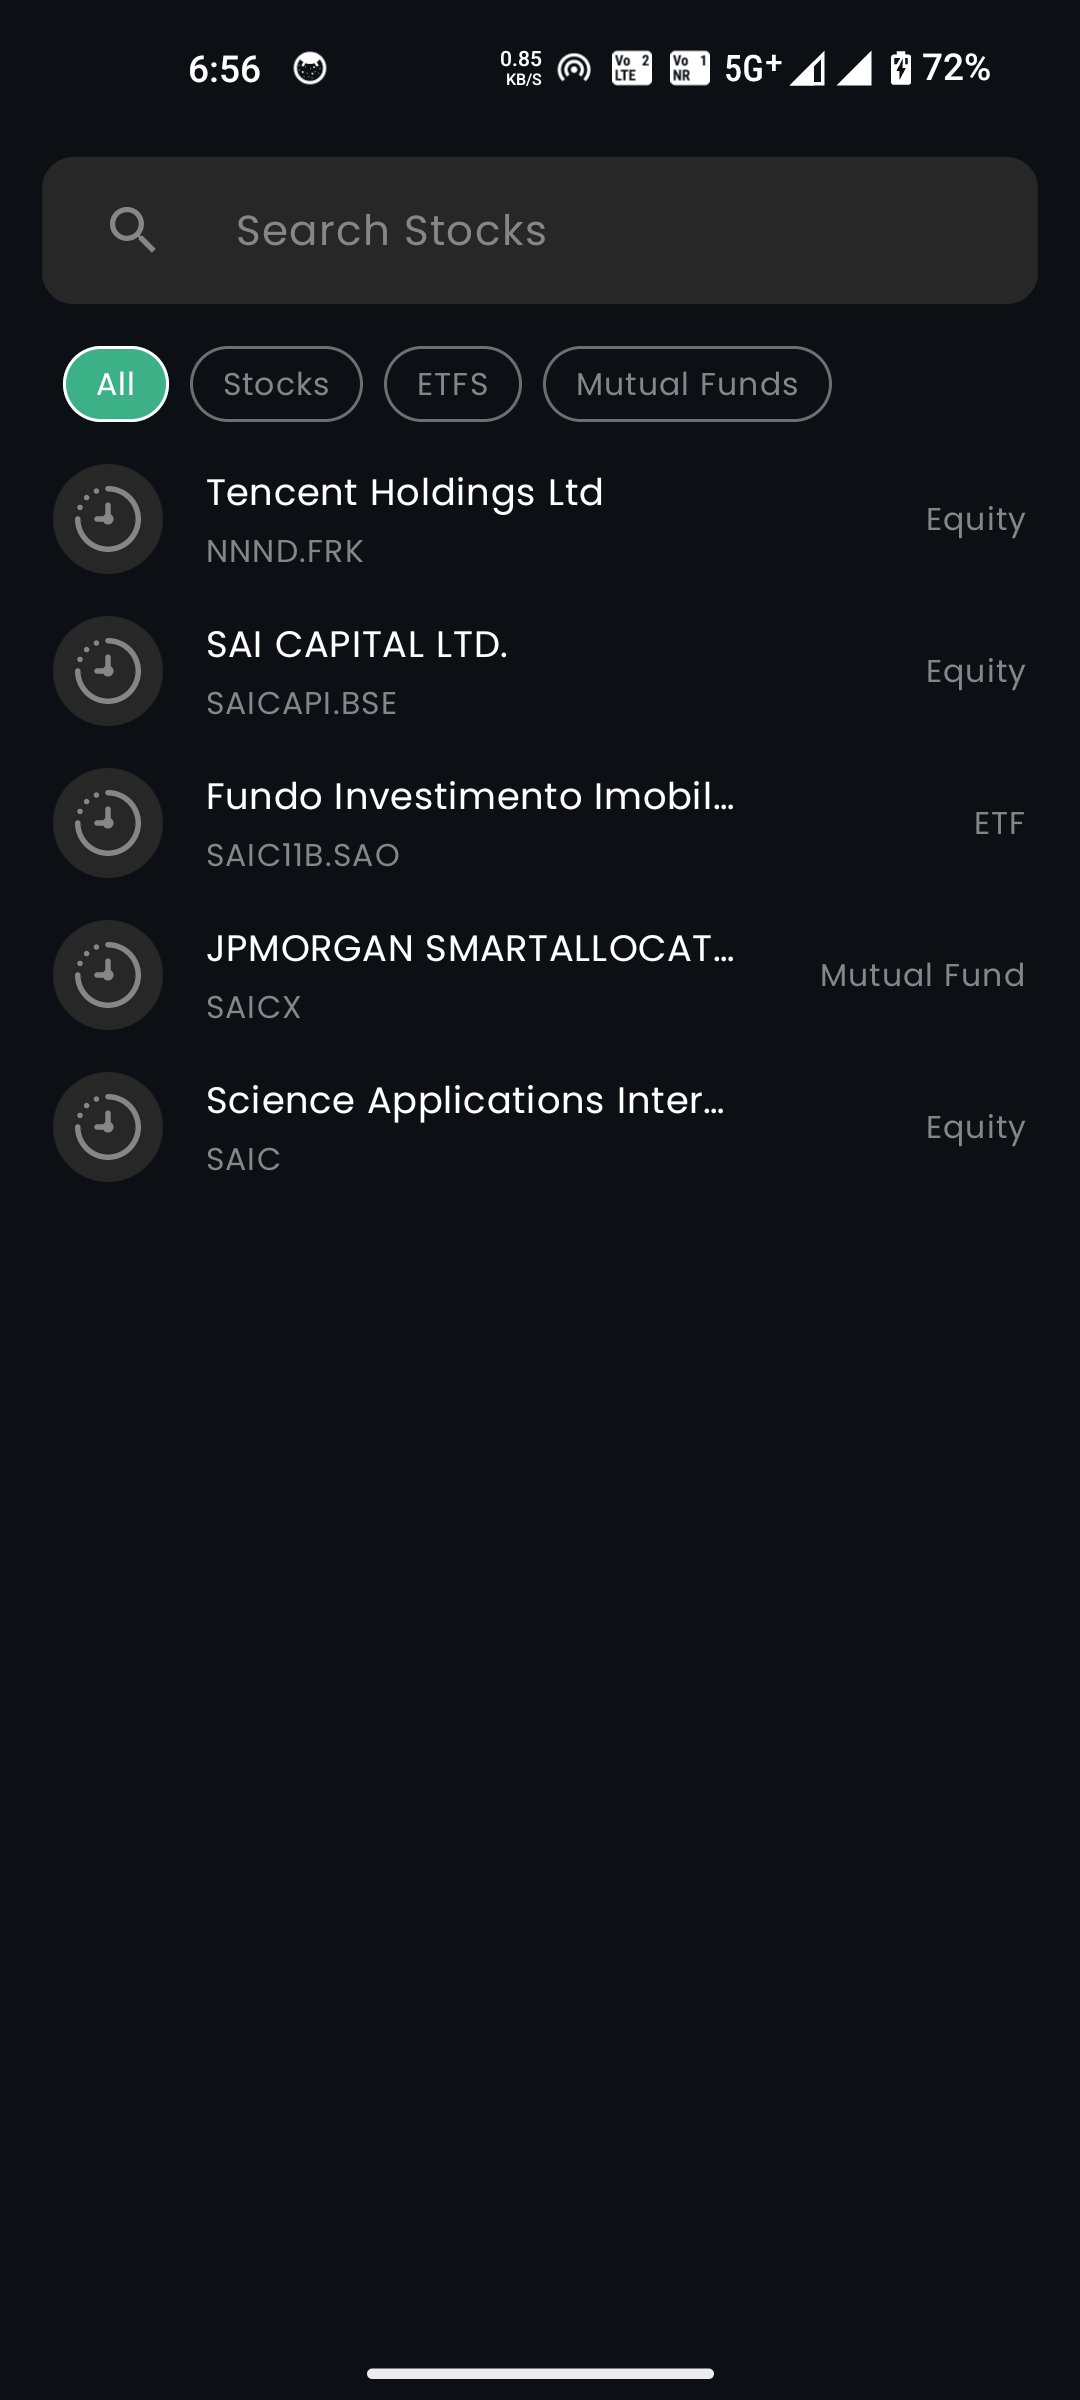 6:56
0.85 KB/S Vo LTE 2 Vo NR 1 5G+ 72%
Search Stocks
All Stocks ETFS Mutual Funds
Tencent Holdings Ltd
NNND.FRK
Equity
SAI CAPITAL LTD.
SAICAPI.BSE
Equity
Fundo Investimento Imobil...
SAIC11B.SAO
ETF
JPMORGAN SMARTALLOCAT...
SAICX
Mutual Fund
Science Applications Inter...
SAIC
Equity